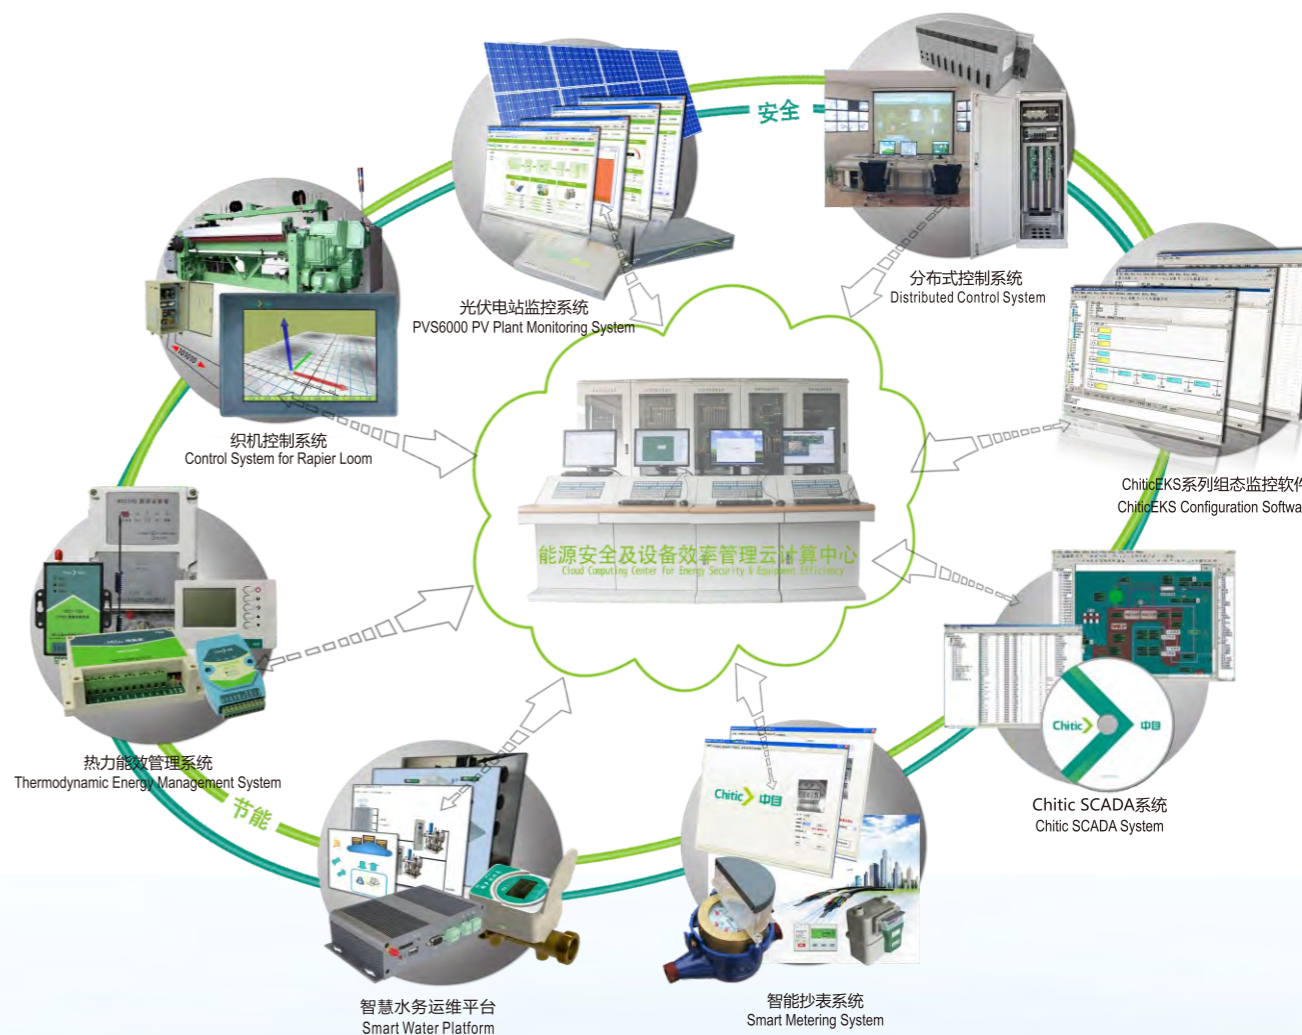 安全
光伏电站监控系统
PVS6000 PV Plant Monitoring System
分布式控制系统
Distributed Control System
织机控制系统
Control System for Rapier Loom
ChiticEKS系列组态监控软件
ChiticEKS Configuration Softwa
能源安全及设备效率管理云计算中心
Cloud Computing Center for Energy Security & Equipment Efficiency
热力能效管理系统
Thermodynamic Energy Management System
节能
Chitic 中目
Chitic SCADA系统
Chitic SCADA System
Chitic 中目
智慧水务运维平台
Smart Water Platform
智能抄表系统
Smart Metering System